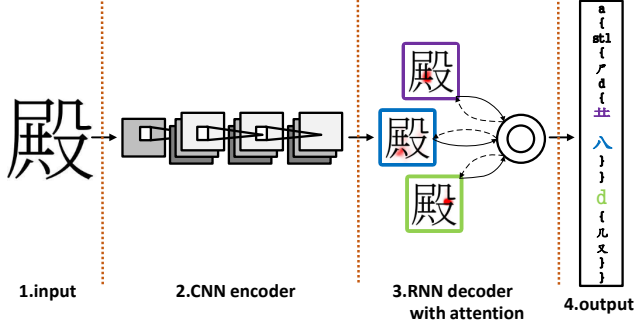 殿
殿
殿
殿
a
{
stl
{
尸
d
{
龷
八
}
}
d
{
几
又
}
}
1.input
2.CNN encoder
3.RNN decoder
with attention
4.output